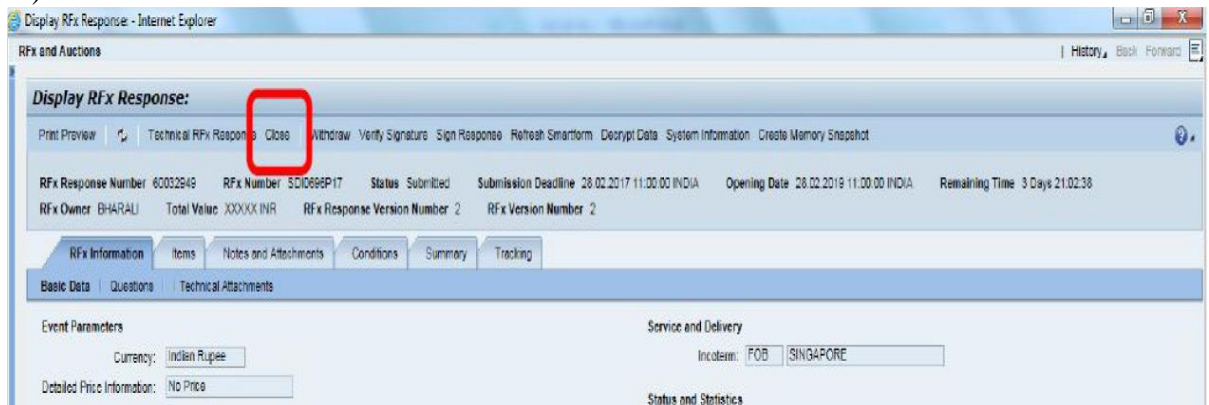 )
Display RFx Response: - Internet Explorer
RFx and Auctions | History Back Forward
Display RFx Response:
Print Preview Technical RFx Response Close Withdraw Verify Signature Sign Response Refresh Smartform Decrypt Data System Information Create Memory Snapshot
RFx Response Number 60032949 RFx Number SDI0696P17 Status Submitted Submission Deadline 28.02.2017 11:00:00 INDIA Opening Date 28.02.2019 11:00:00 INDIA Remaining Time 3 Days 21:02:38
RFx Owner BHARALI Total Value XXXXX INR RFx Response Version Number 2 RFx Version Number 2
RFx Information Items Notes and Attachments Conditions Summary Tracking
Basic Data | Questions | Technical Attachments
Event Parameters Service and Delivery
Currency: Indian Rupee Incoterm: FOB SINGAPORE
Detailed Price Information: No Price
Status and Statistics